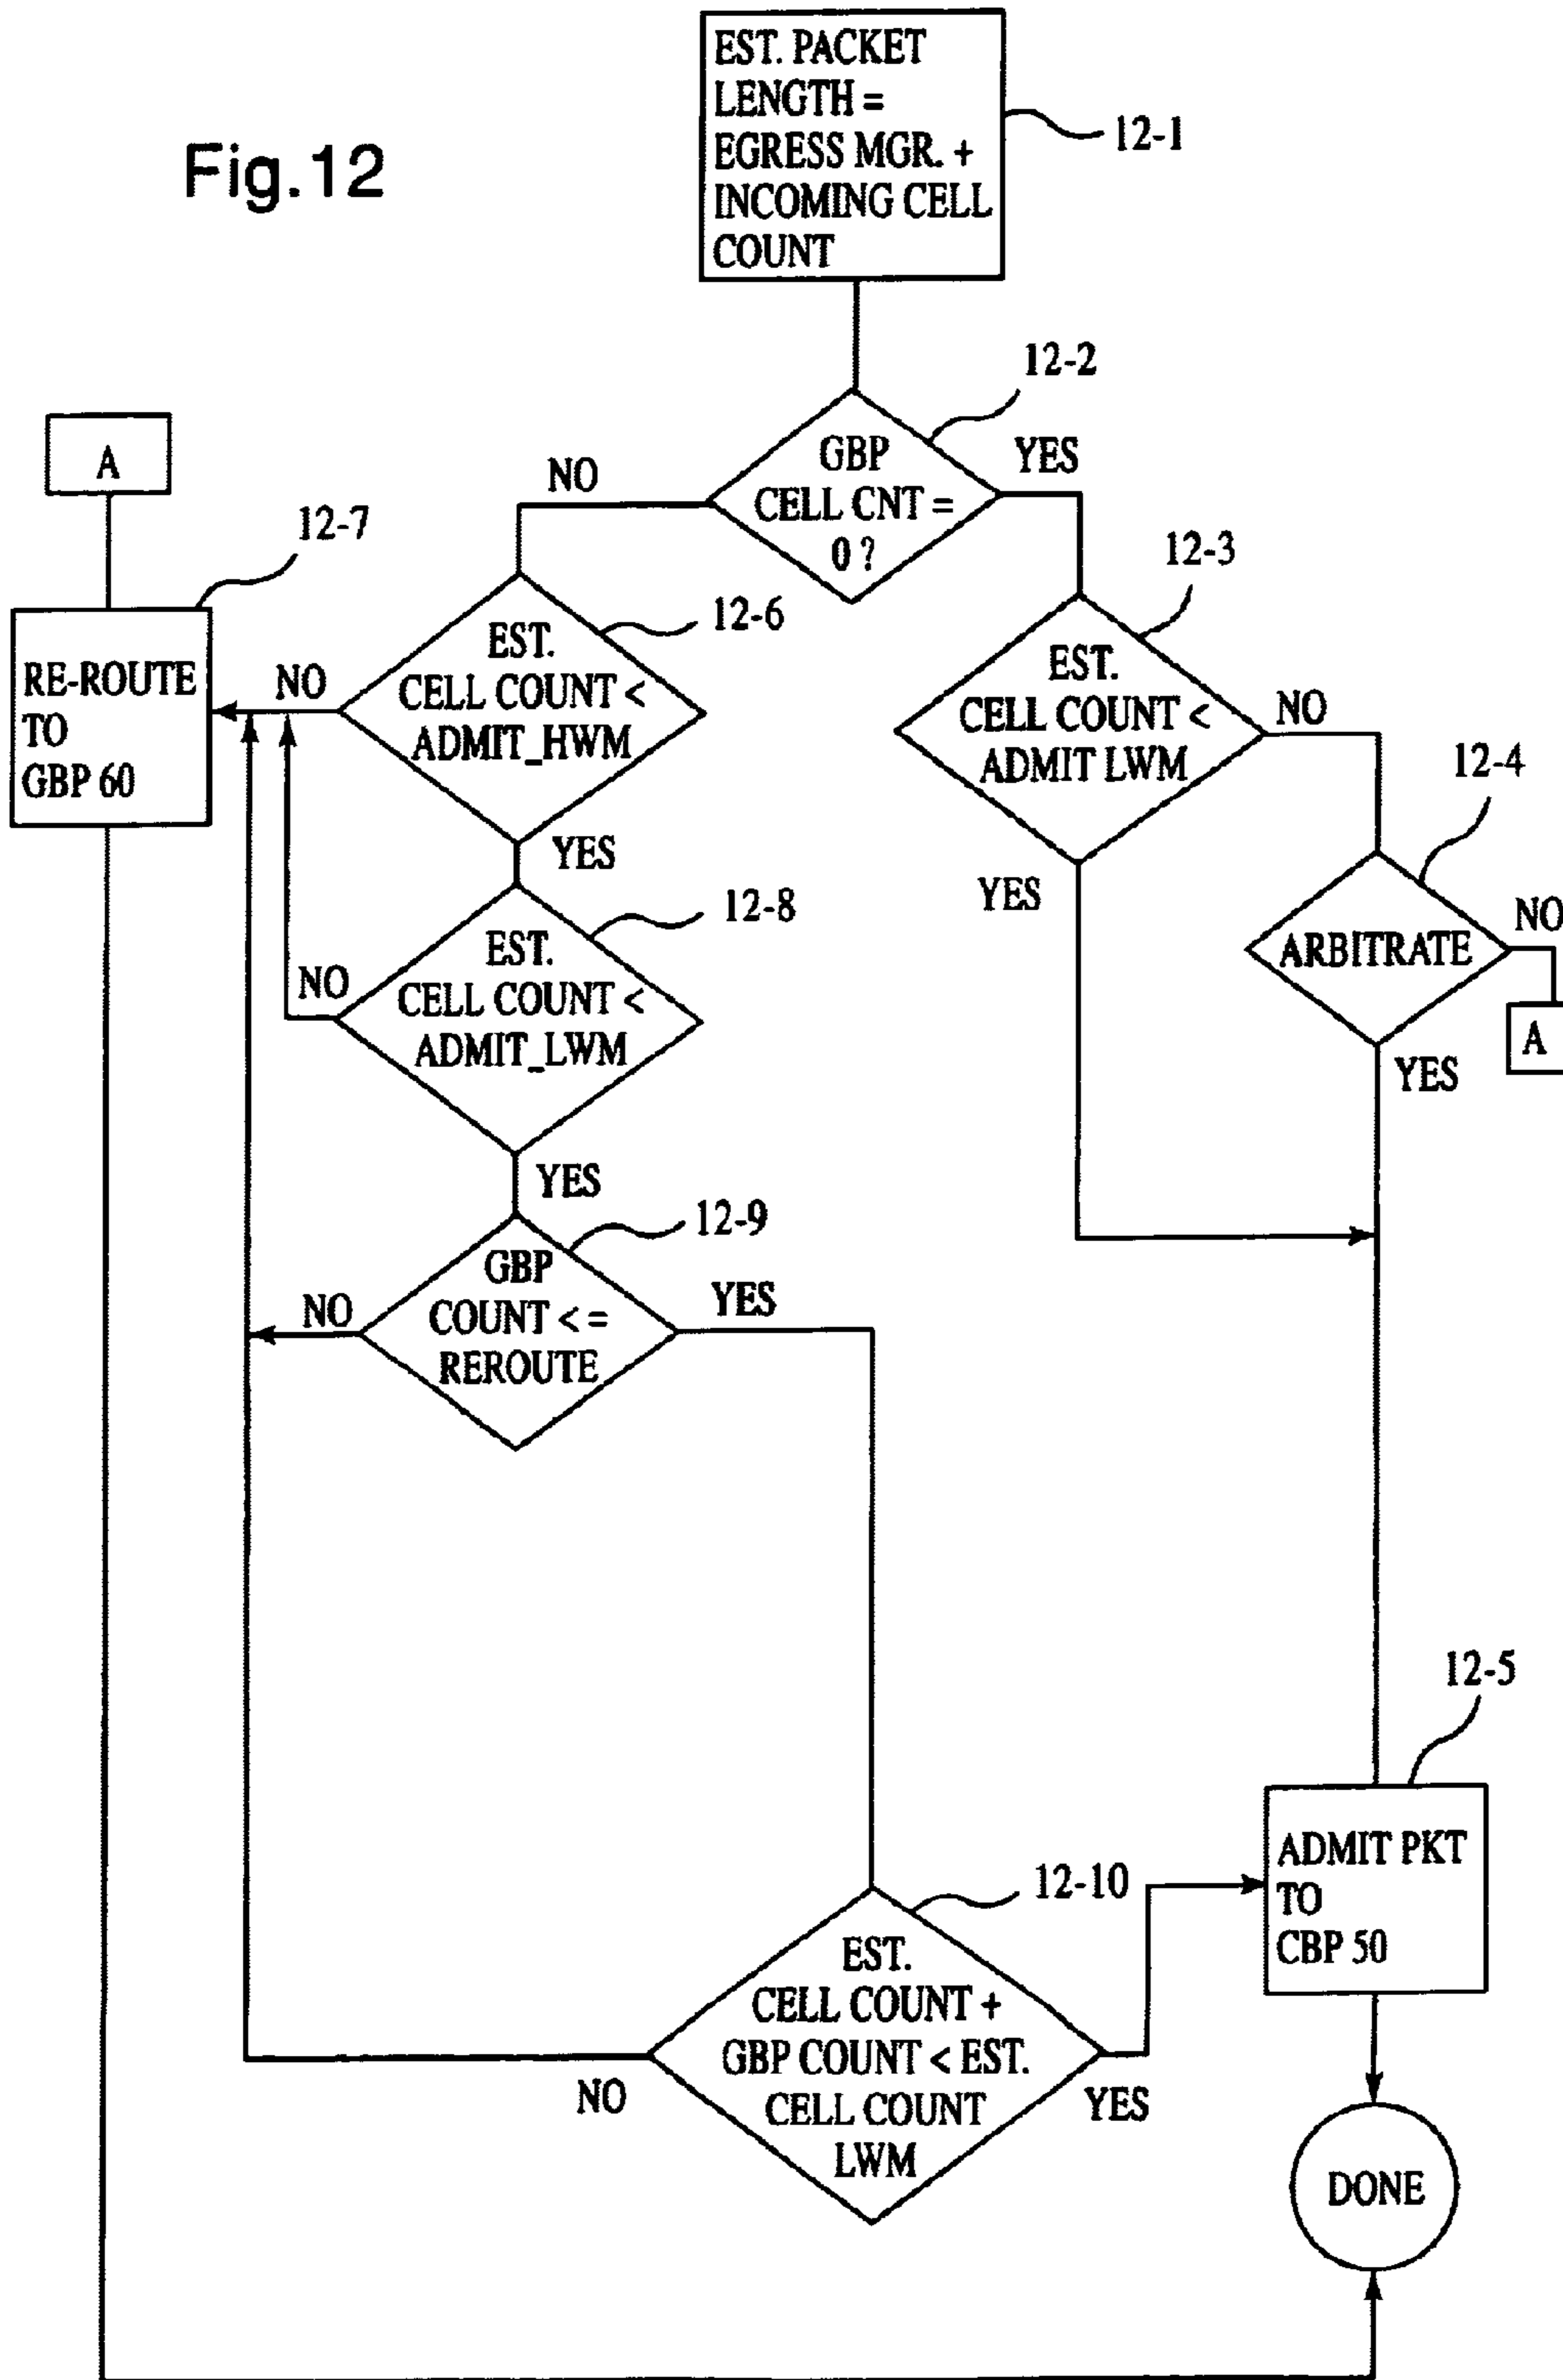 Fig.12
EST. PACKET
LENGTH =
EGRESS MGR. +
INCOMING CELL
COUNT
12-1
12-2
GBP
CELL CNT =
0 ?
NO
YES
A
12-7
RE-ROUTE
TO
GBP 60
12-6
EST.
CELL COUNT <
ADMIT_HWM
NO
YES
12-3
EST.
CELL COUNT <
ADMIT LWM
NO
YES
12-4
ARBITRATE
NO
A
YES
12-8
EST.
CELL COUNT <
ADMIT_LWM
NO
YES
12-9
GBP
COUNT < =
REROUTE
NO
YES
12-10
EST.
CELL COUNT +
GBP COUNT < EST.
CELL COUNT
LWM
NO
YES
12-5
ADMIT PKT
TO
CBP 50
DONE